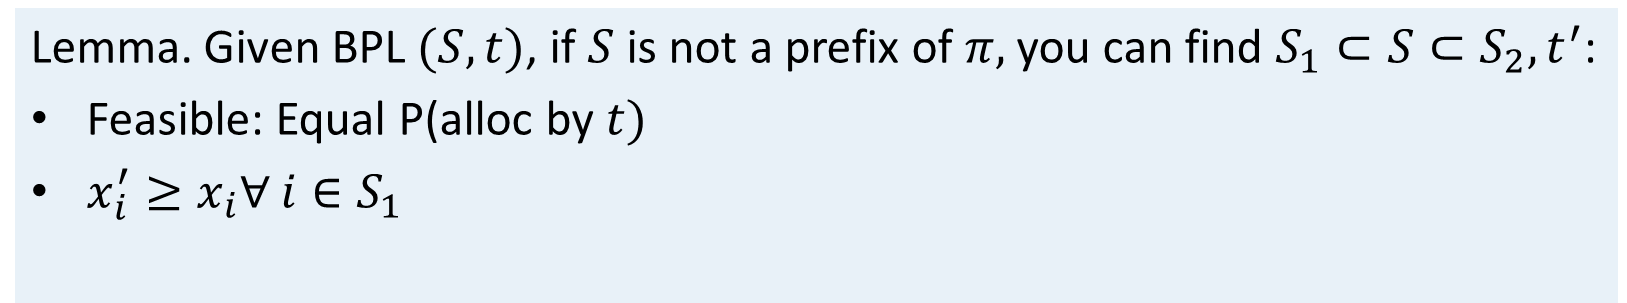 Lemma. Given BPL (𝑆, 𝑡), if 𝑆 is not a prefix of 𝜋, you can find 𝑆₁ ⊂ 𝑆 ⊂ 𝑆₂, 𝑡′:
• Feasible: Equal P(alloc by 𝑡)
• 𝑥ᵢ′ ≥ 𝑥ᵢ∀ 𝑖 ∈ 𝑆₁